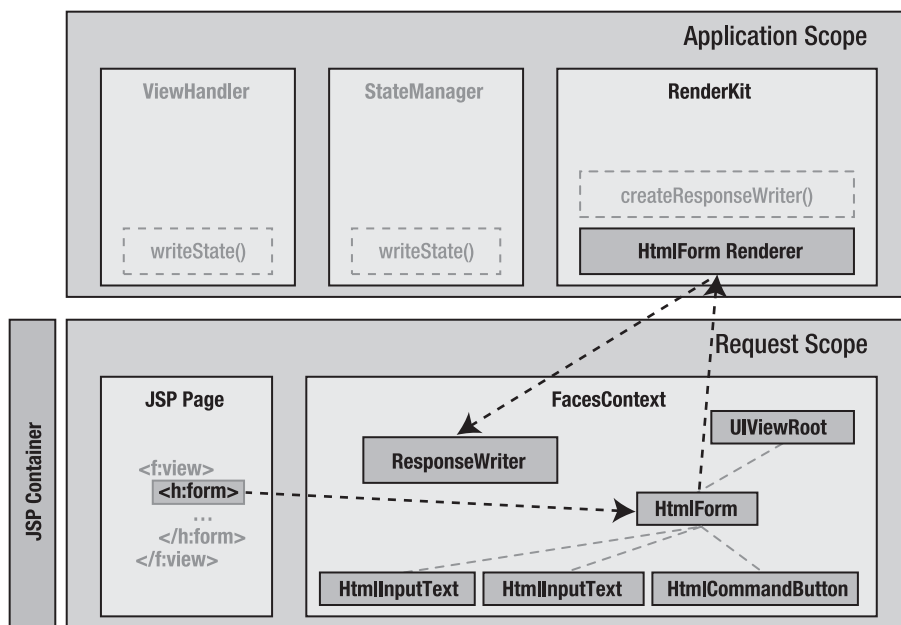 Application Scope
ViewHandler
StateManager
RenderKit
createResponseWriter()
writeState()
writeState()
HtmlForm Renderer
JSP Container
Request Scope
JSP Page
FacesContext
UIViewRoot
ResponseWriter
<f:view>
<h:form>
...
</h:form>
</f:view>
HtmlForm
HtmlInputText
HtmlInputText
HtmlCommandButton